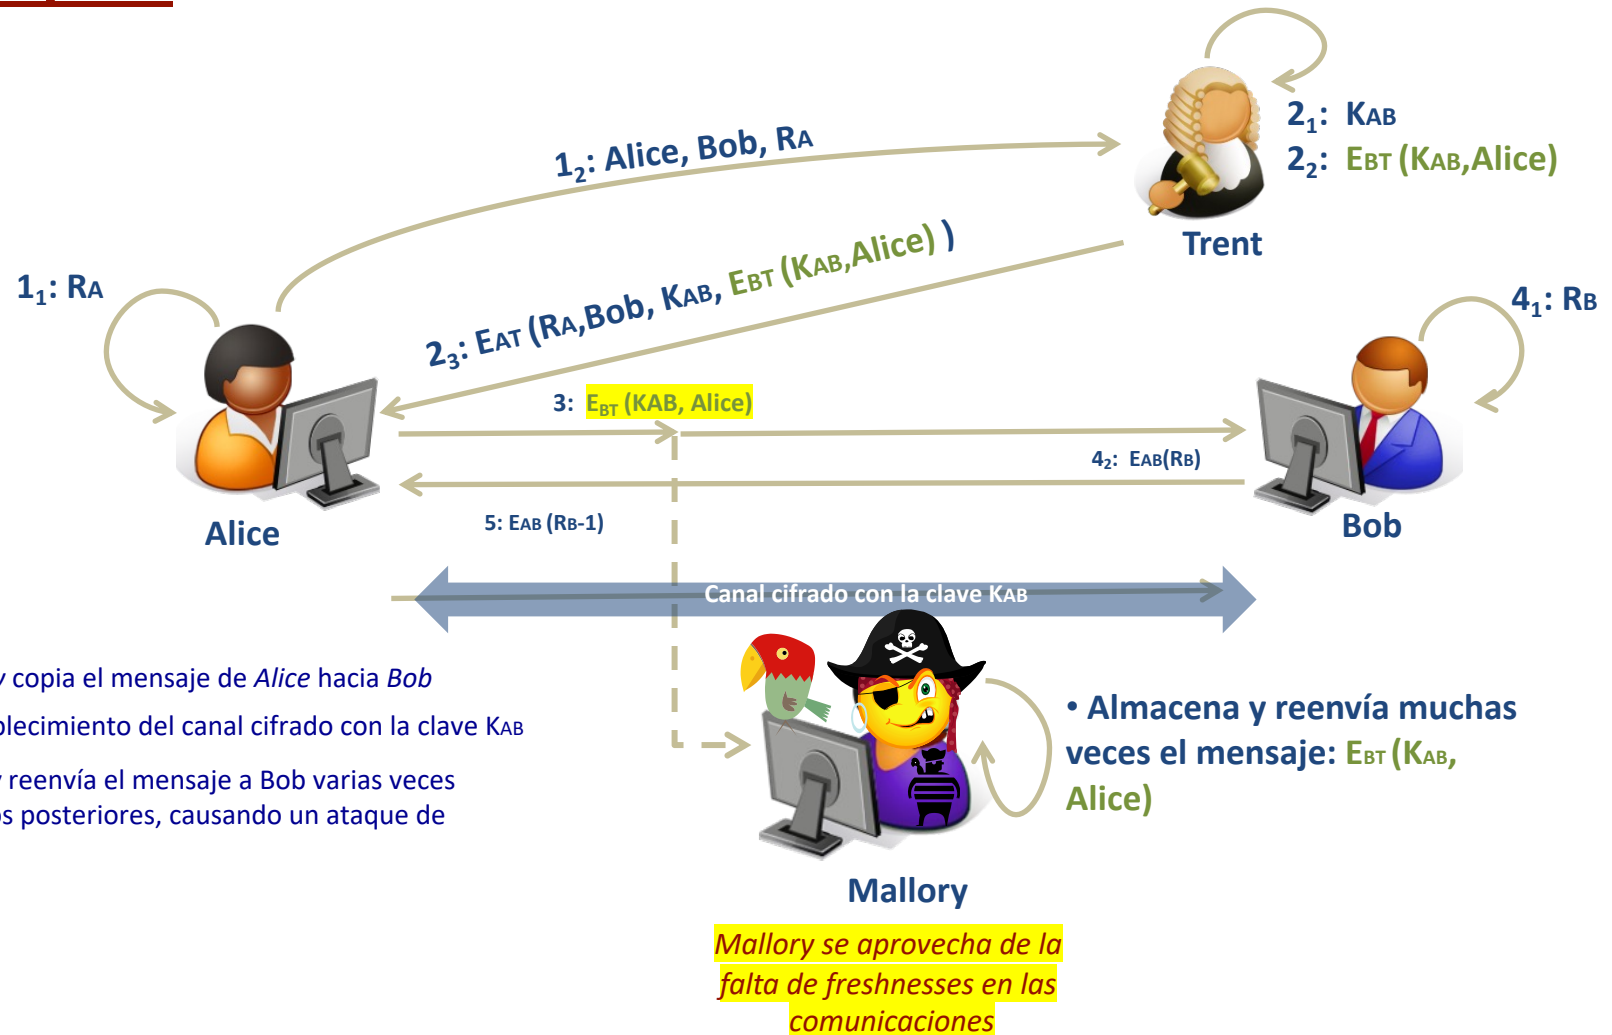 1₂: Alice, Bob, RA
2₁: KAB
2₂: EBT (KAB,Alice)
Trent
2₃: EAT (RA,Bob, KAB, EBT (KAB,Alice) )
1₁: RA
4₁: RB
3: EBT (KAB, Alice)
4₂: EAB(RB)
Alice
5: EAB (RB-1)
Bob
Canal cifrado con la clave KAB
copia el mensaje de Alice hacia Bob
del canal cifrado con la clave KAB
reenvía el mensaje a Bob varias veces
posteriores, causando un ataque de
• Almacena y reenvía muchas
veces el mensaje: EBT (KAB,
Alice)
Mallory
Mallory se aprovecha de la
falta de freshnesses en las
comunicaciones